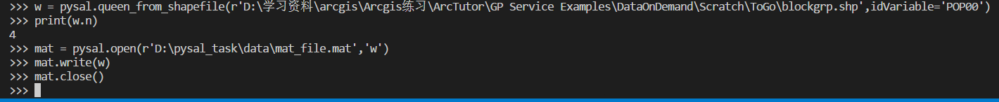 >>> w = pysal.queen_from_shapefile(r'D:\学习资料\arcgis\Arcgis练习\ArcTutor\GP Service Examples\DataOnDemand\Scratch\ToGo\blockgrp.shp',idVariable='POP00')
>>> print(w.n)
4
>>> mat = pysal.open(r'D:\pysal_task\data\mat_file.mat','w')
>>> mat.write(w)
>>> mat.close()
>>>